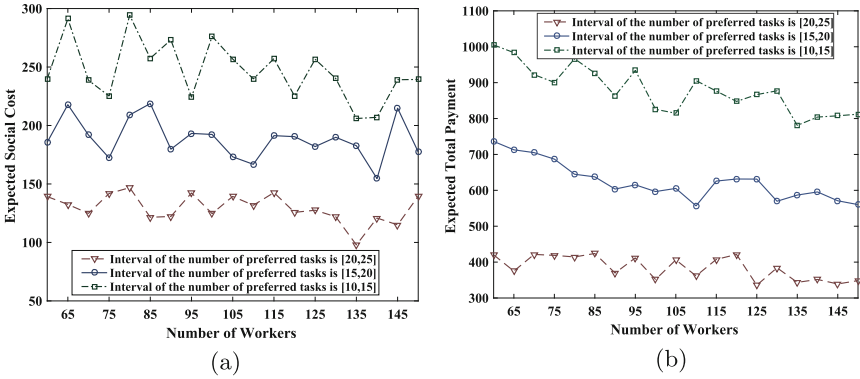 300
250
200
150
100
50
Expected Social Cost
Interval of the number of preferred tasks is [20,25]
Interval of the number of preferred tasks is [15,20]
Interval of the number of preferred tasks is [10,15]
65 75 85 95 105 115 125 135 145
Number of Workers
(a)
1100
1000
900
800
700
600
500
400
300
100
Expected Total Payment
Interval of the number of preferred tasks is [20,25]
Interval of the number of preferred tasks is [15,20]
Interval of the number of preferred tasks is [10,15]
65 75 85 95 105 115 125 135 145
Number of Workers
(b)